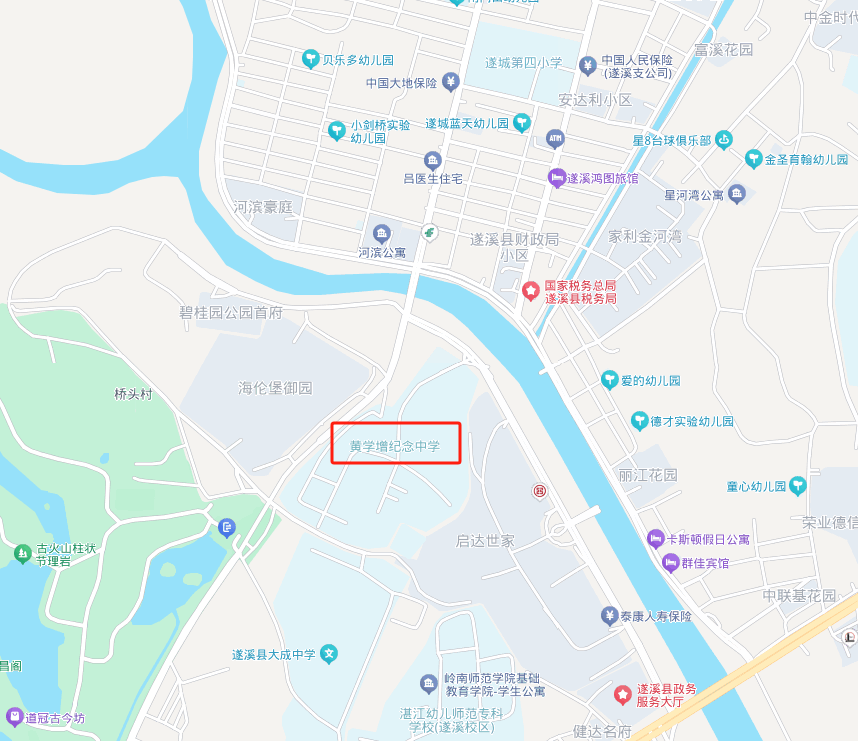 中金时代
富溪花园
贝乐多幼儿园
遂城第四小学
中国人民保险
(遂溪支公司)
中国大地保险
安达利小区
小剑桥实验
幼儿园
遂城蓝天幼儿园
ATM
星8台球俱乐部
金圣育翰幼儿园
吕医生住宅
遂溪鸿图旅馆
星河湾公寓
河滨豪庭
河滨公寓
遂溪县财政局
小区
家利金河湾
国家税务总局
遂溪县税务局
碧桂园公园首府
海伦堡御园
桥头村
爱的幼儿园
德才实验幼儿园
黄学增纪念中学
丽江花园
童心幼儿园
荣业德信
启达世家
卡斯顿假日公寓
群佳宾馆
古火山柱状
节理岩
中联基花园
泰康人寿保险
遂溪县大成中学
昌阁
岭南师范学院基础
教育学院-学生公寓
遂溪县政务
服务大厅
道冠古今坊
湛江幼儿师范专科
学校(遂溪校区)
健达名府